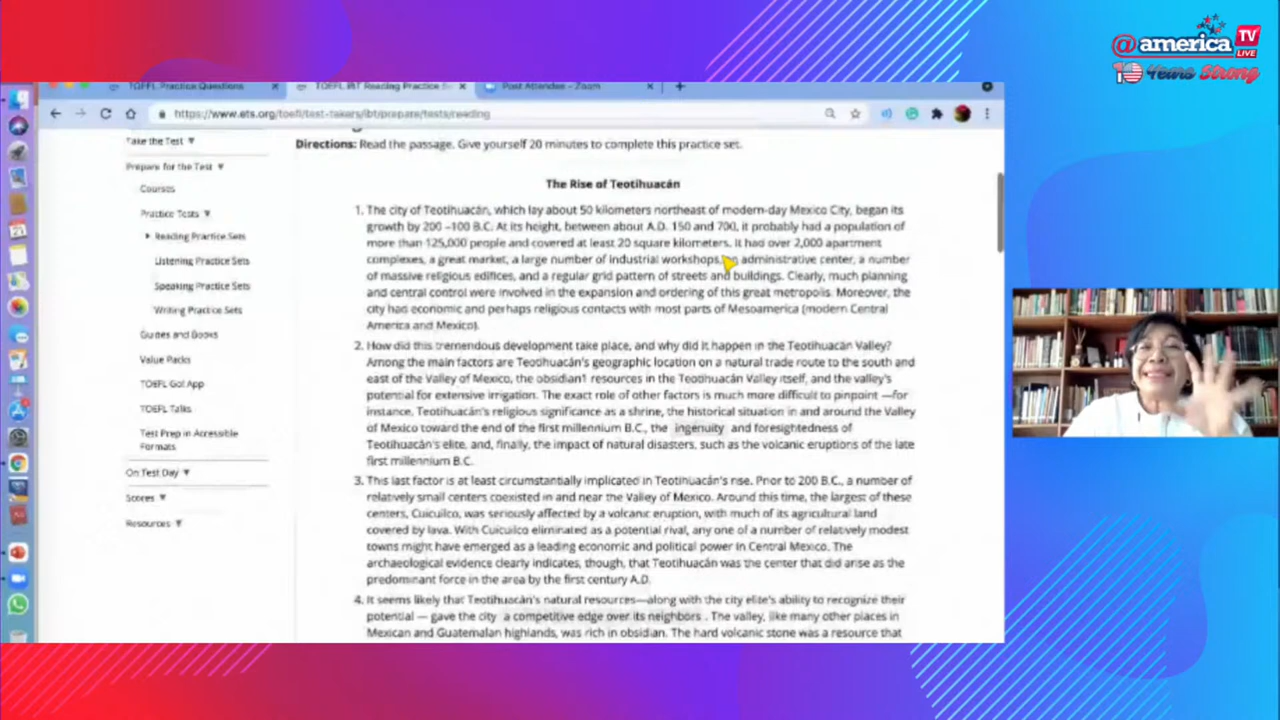 @america TV
LIVE
10 Years Strong
TOEFL Practice Questions
TOEFL iBT Reading Practice
Post Attendee - Zoom
https://www.ets.org/toefl/test-takers/ibt/prepare/tests/reading
Take the Test ▼
Prepare for the Test ▼
Courses
Practice Tests ▼
Reading Practice Sets
Listening Practice Sets
Speaking Practice Sets
Writing Practice Sets
Guides and Books
Value Packs
TOEFL Go! App
TOEFL Talks
Test Prep in Accessible
Formats
On Test Day ▼
Scores ▼
Resources ▼
Directions: Read the passage. Give yourself 20 minutes to complete this practice set.
The Rise of Teotihuacán
1. The city of Teotihuacán, which lay about 50 kilometers northeast of modern-day Mexico City, began its
growth by 200 –100 B.C. At its height, between about A.D. 150 and 700, it probably had a population of
more than 125,000 people and covered at least 20 square kilometers. It had over 2,000 apartment
complexes, a great market, a large number of industrial workshops, administrative center, a number
of massive religious edifices, and a regular grid pattern of streets and buildings. Clearly, much planning
and central control were involved in the expansion and ordering of this great metropolis. Moreover, the
city had economic and perhaps religious contacts with most parts of Mesoamerica (modern Central
America and Mexico).
2. How did this tremendous development take place, and why did it happen in the Teotihuacán Valley?
Among the main factors are Teotihuacán's geographic location on a natural trade route to the south and
east of the Valley of Mexico, the obsidian1 resources in the Teotihuacán Valley itself, and the valley's
potential for extensive irrigation. The exact role of other factors is much more difficult to pinpoint —for
instance, Teotihuacán's religious significance as a shrine, the historical situation in and around the Valley
of Mexico toward the end of the first millennium B.C., the ingenuity and foresightedness of
Teotihuacán's elite, and, finally, the impact of natural disasters, such as the volcanic eruptions of the late
first millennium B.C.
3. This last factor is at least circumstantially implicated in Teotihuacán's rise. Prior to 200 B.C., a number of
relatively small centers coexisted in and near the Valley of Mexico. Around this time, the largest of these
centers, Cuicuilco, was seriously affected by a volcanic eruption, with much of its agricultural land
covered by lava. With Cuicuilco eliminated as a potential rival, any one of a number of relatively modest
towns might have emerged as a leading economic and political power in Central Mexico. The
archaeological evidence clearly indicates, though, that Teotihuacán was the center that did arise as the
predominant force in the area by the first century A.D.
4. It seems likely that Teotihuacán's natural resources—along with the city elite's ability to recognize their
potential — gave the city a competitive edge over its neighbors . The valley, like many other places in
Mexican and Guatemalan highlands, was rich in obsidian. The hard volcanic stone was a resource that